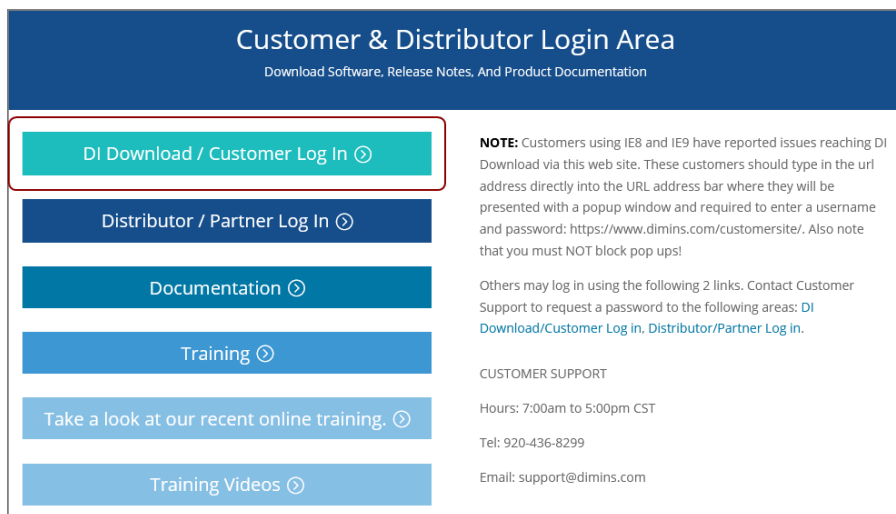 Customer & Distributor Login Area
Download Software, Release Notes, And Product Documentation
DI Download / Customer Log In
Distributor / Partner Log In
Documentation
Training
Take a look at our recent online training.
Training Videos
NOTE: Customers using IE8 and IE9 have reported issues reaching DI
Download via this web site. These customers should type in the url
address directly into the URL address bar where they will be
presented with a popup window and required to enter a username
and password: https://www.dimins.com/customersite/. Also note
that you must NOT block pop ups!
Others may log in using the following 2 links. Contact Customer
Support to request a password to the following areas: DI
Download/Customer Log in, Distributor/Partner Log in.
CUSTOMER SUPPORT
Hours: 7:00am to 5:00pm CST
Tel: 920-436-8299
Email: support@dimins.com